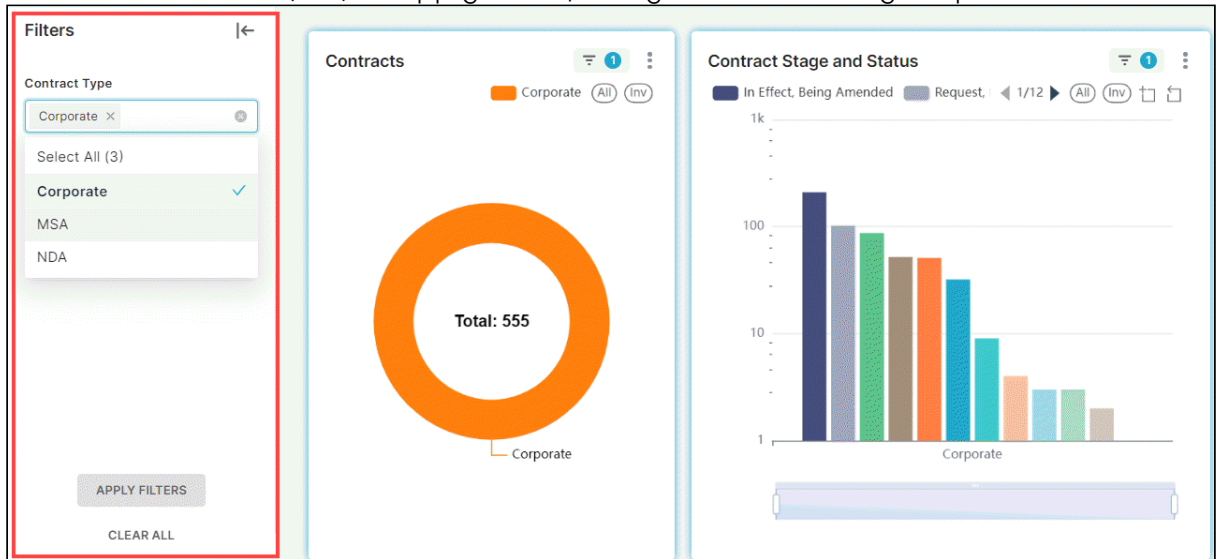 Filters
Contract Type
Corporate
Select All (3)
Corporate
MSA
NDA
APPLY FILTERS
CLEAR ALL
Contracts
1
Corporate All Inv
Total: 555
Corporate
Contract Stage and Status
1
In Effect, Being Amended Request, 1/12 All Inv
1k
100
10
1
Corporate